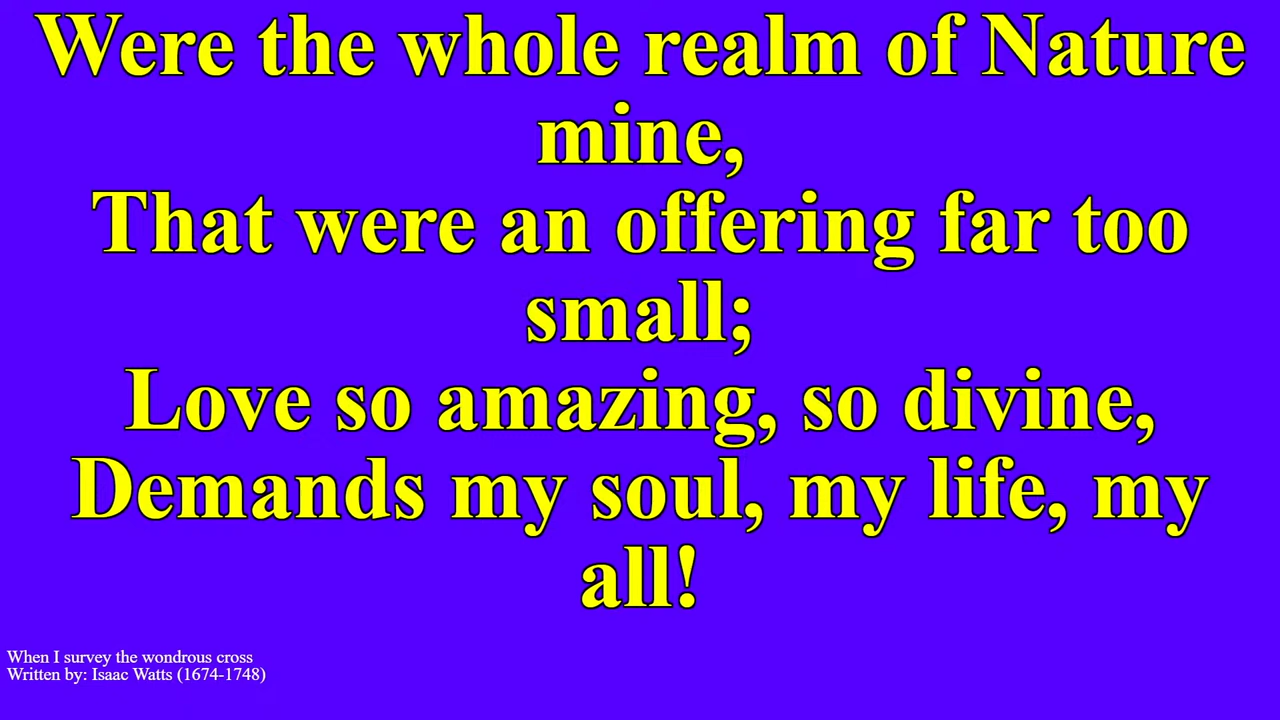 Were the whole realm of Nature
mine,
That were an offering far too
small;
Love so amazing, so divine,
Demands my soul, my life, my
all!
When I survey the wondrous cross
Written by: Isaac Watts (1674-1748)